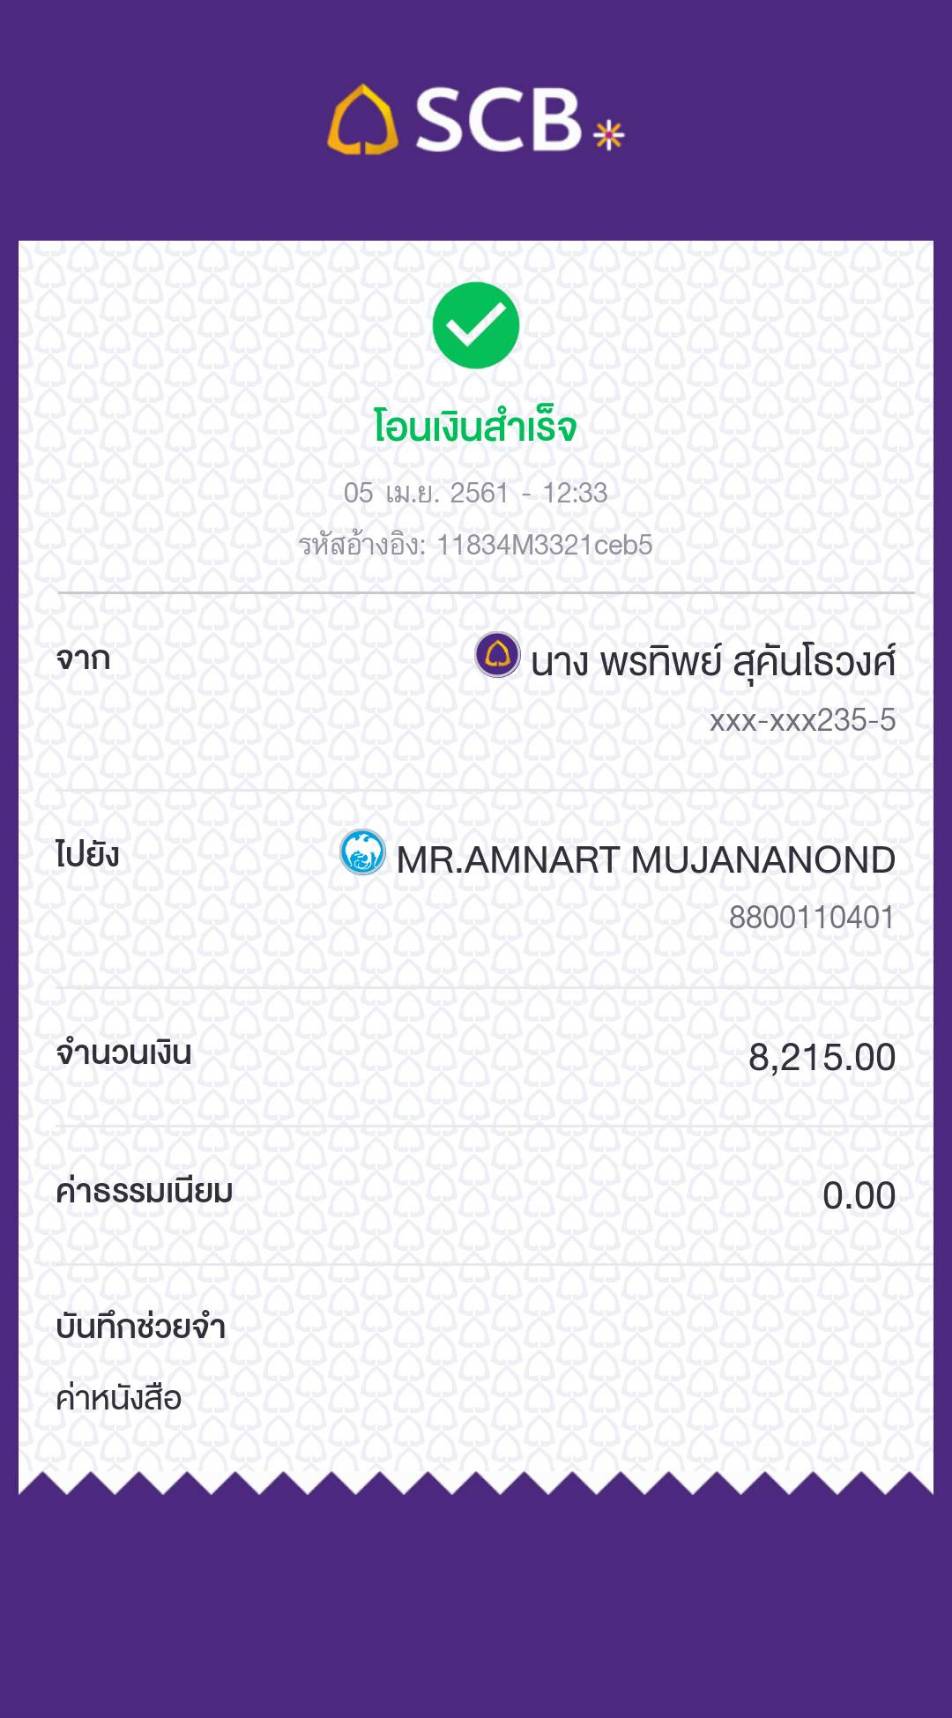 SCB
โอนเงินสำเร็จ
05 เม.ย. 2561 - 12:33
รหัสอ้างอิง: 11834M3321ceb5
จาก นาง พรทิพย์ สุคันโธวงศ์
xxx-xxx235-5
ไปยัง MR.AMNART MUJANANOND
8800110401
จำนวนเงิน 8,215.00
ค่าธรรมเนียม 0.00
บันทึกช่วยจำ
ค่าหนังสือ